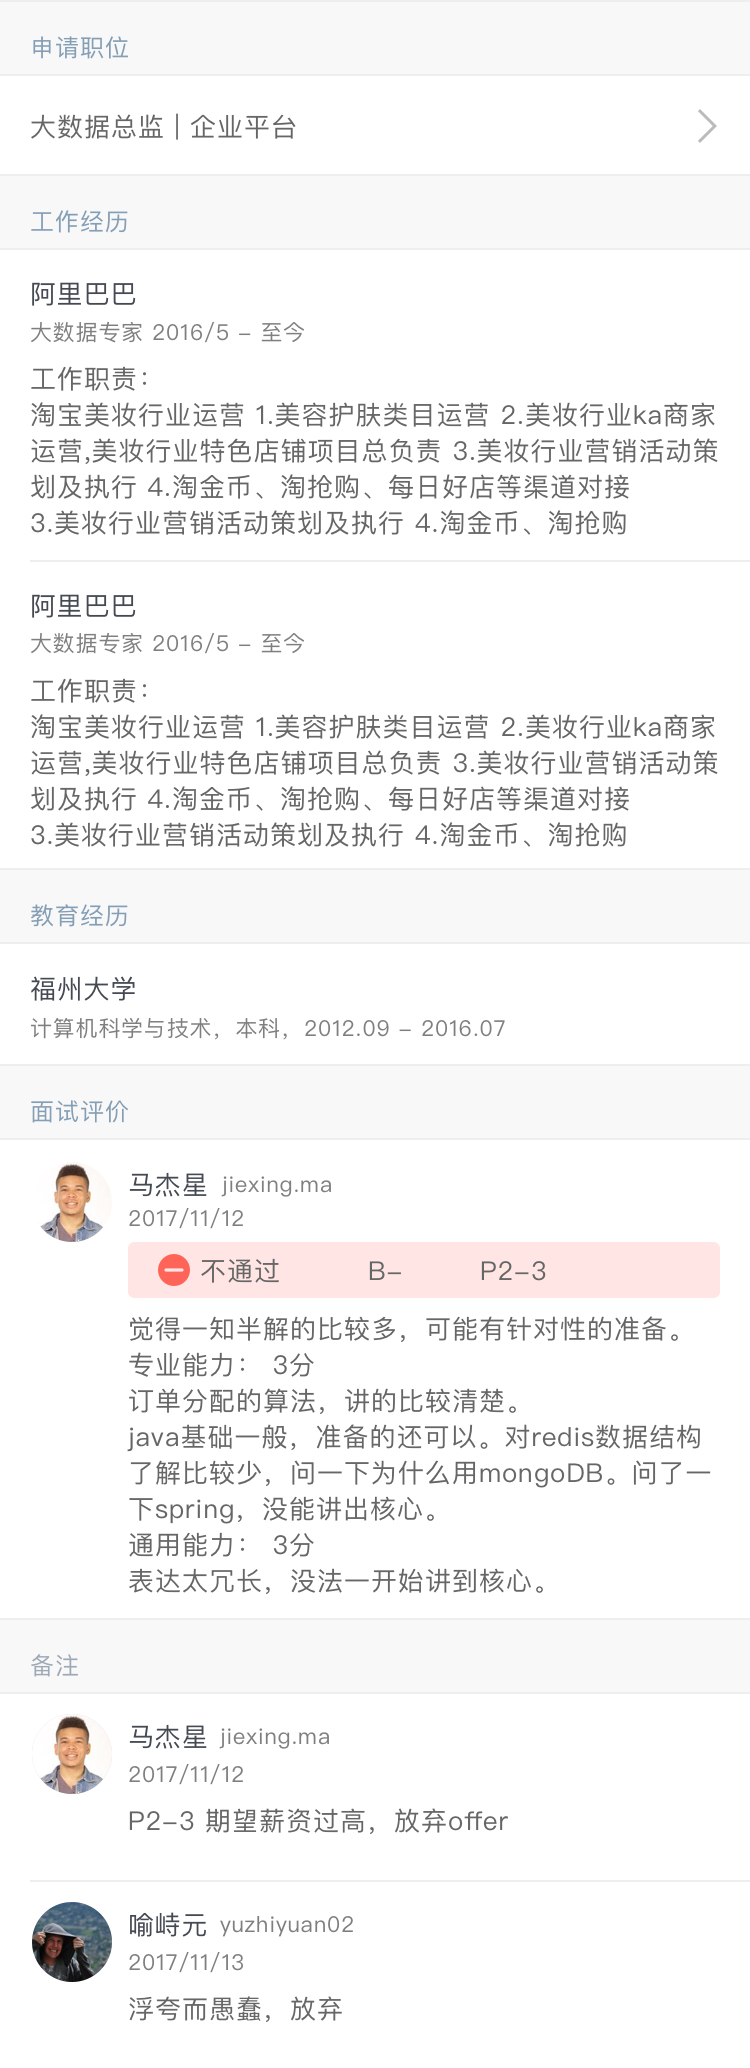 申请职位
大数据总监 | 企业平台
工作经历
阿里巴巴
大数据专家 2016/5 – 至今
工作职责：
淘宝美妆行业运营 1.美容护肤类目运营 2.美妆行业ka商家
运营,美妆行业特色店铺项目总负责 3.美妆行业营销活动策
划及执行 4.淘金币、淘抢购、每日好店等渠道对接
3.美妆行业营销活动策划及执行 4.淘金币、淘抢购
阿里巴巴
大数据专家 2016/5 – 至今
工作职责：
淘宝美妆行业运营 1.美容护肤类目运营 2.美妆行业ka商家
运营,美妆行业特色店铺项目总负责 3.美妆行业营销活动策
划及执行 4.淘金币、淘抢购、每日好店等渠道对接
3.美妆行业营销活动策划及执行 4.淘金币、淘抢购
教育经历
福州大学
计算机科学与技术，本科，2012.09 – 2016.07
面试评价
马杰星 jiexing.ma
2017/11/12
不通过 B– P2–3
觉得一知半解的比较多，可能有针对性的准备。
专业能力： 3分
订单分配的算法，讲的比较清楚。
java基础一般，准备的还可以。对redis数据结构
了解比较少，问一下为什么用mongoDB。问了一
下spring，没能讲出核心。
通用能力： 3分
表达太冗长，没法一开始讲到核心。
备注
马杰星 jiexing.ma
2017/11/12
P2–3 期望薪资过高，放弃offer
喻峙元 yuzhiyuan02
2017/11/13
浮夸而愚蠢，放弃